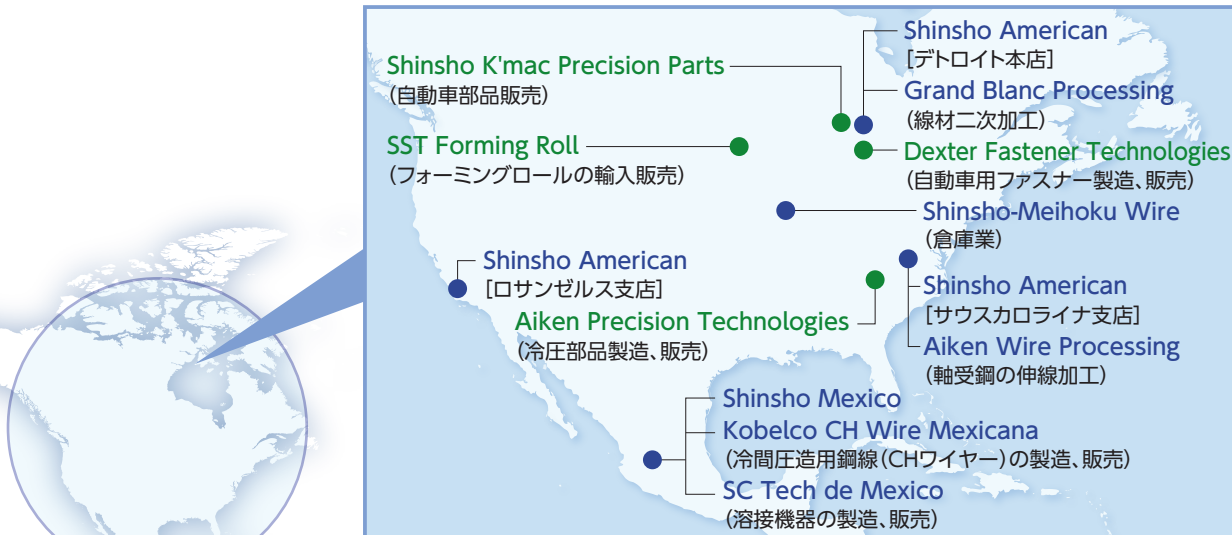 Shinsho K'mac Precision Parts
(自動車部品販売)
SST Forming Roll
(フォーミングロールの輸入販売)
Shinsho American
[デトロイト本店]
Grand Blanc Processing
(線材二次加工)
Dexter Fastener Technologies
(自動車用ファスナー製造、販売)
Shinsho-Meihoku Wire
(倉庫業)
Shinsho American
[ロサンゼルス支店]
Aiken Precision Technologies
(冷圧部品製造、販売)
Shinsho American
[サウスカロライナ支店]
Aiken Wire Processing
(軸受鋼の伸線加工)
Shinsho Mexico
Kobelco CH Wire Mexicana
(冷間圧造用鋼線(CHワイヤー)の製造、販売)
SC Tech de Mexico
(溶接機器の製造、販売)